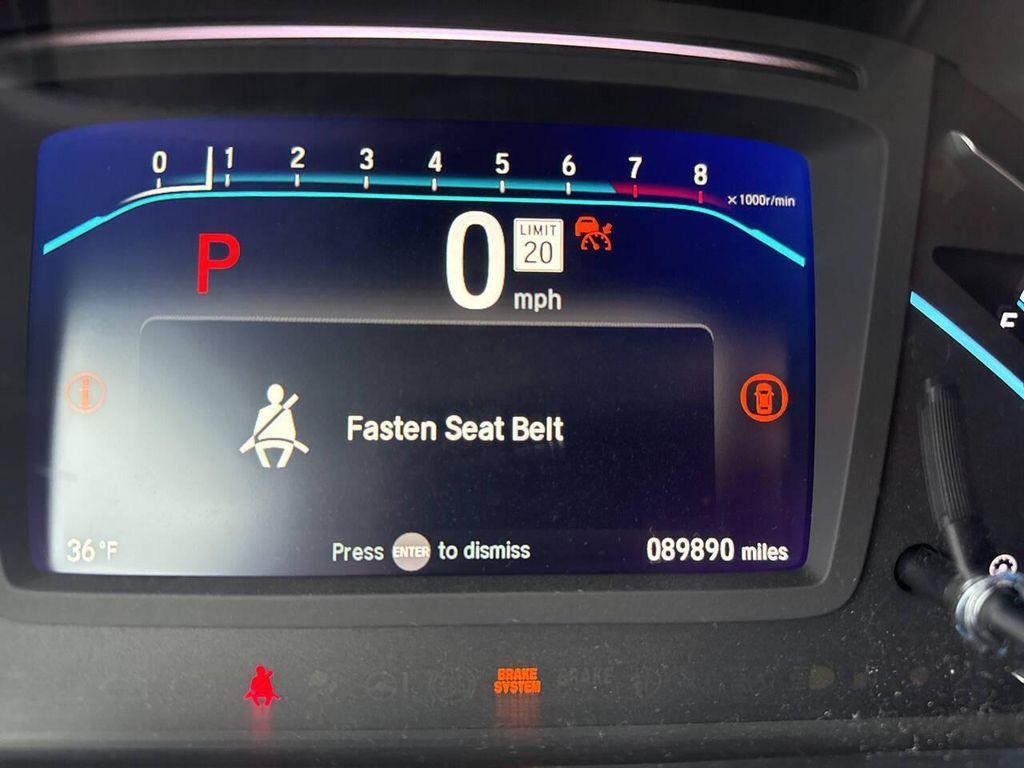 0 1 2 3 4 5 6 7 8
×1000r/min
P
0
LIMIT
20
mph
Fasten Seat Belt
36°F
Press ENTER to dismiss
089890 miles
F
BRAKE
SYSTEM
BRAKE